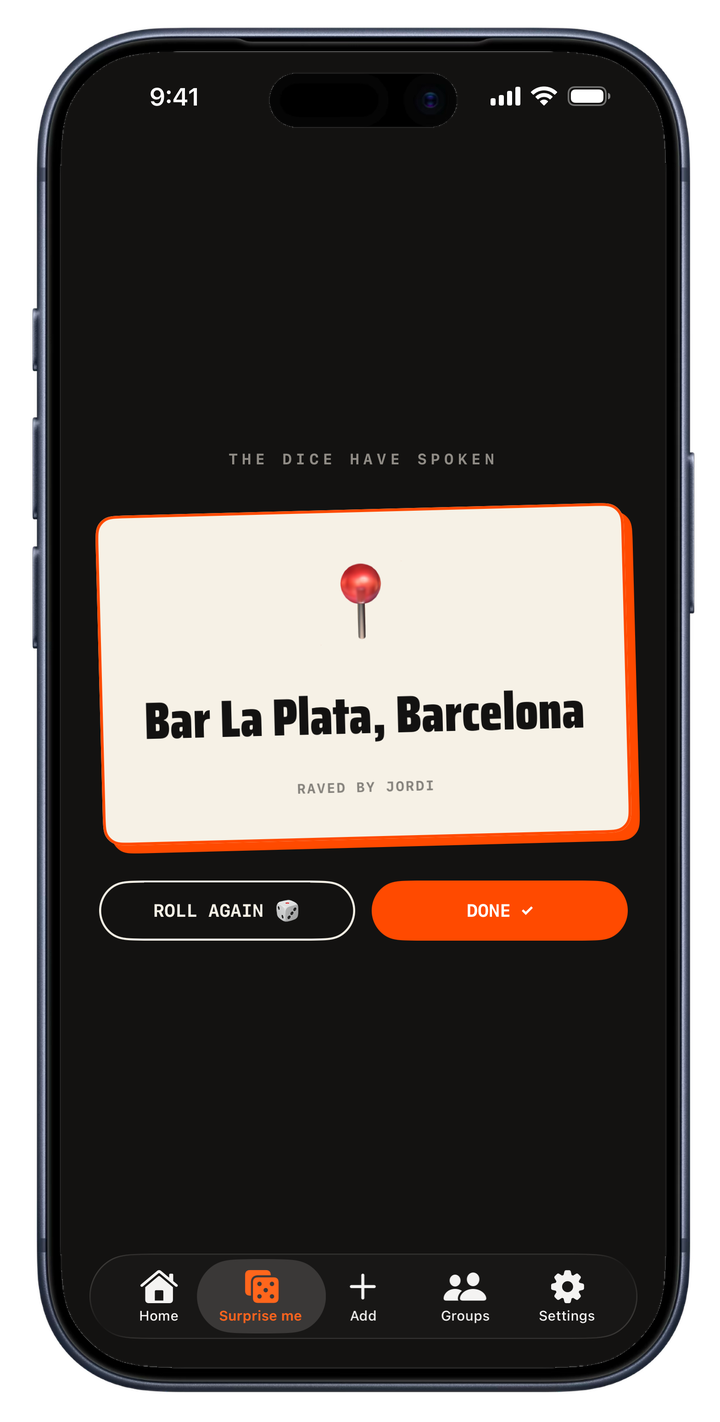 9:41
THE DICE HAVE SPOKEN
Bar La Plata, Barcelona
RAVED BY JORDI
ROLL AGAIN 🎲
DONE ✓
Home
Surprise me
Add
Groups
Settings